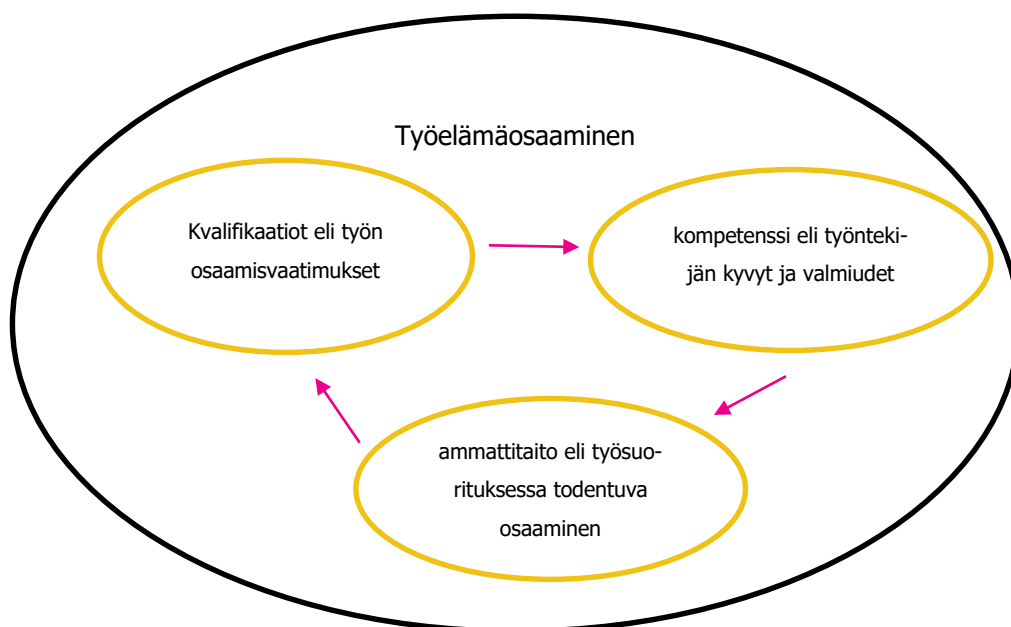 Työelämäosaaminen
Kvalifikaatiot eli työn
osaamisvaatimukset
kompetenssi eli työnteki-
jän kyvyt ja valmiudet
ammattitaito eli työsuo-
rituksessa todentuva
osaaminen